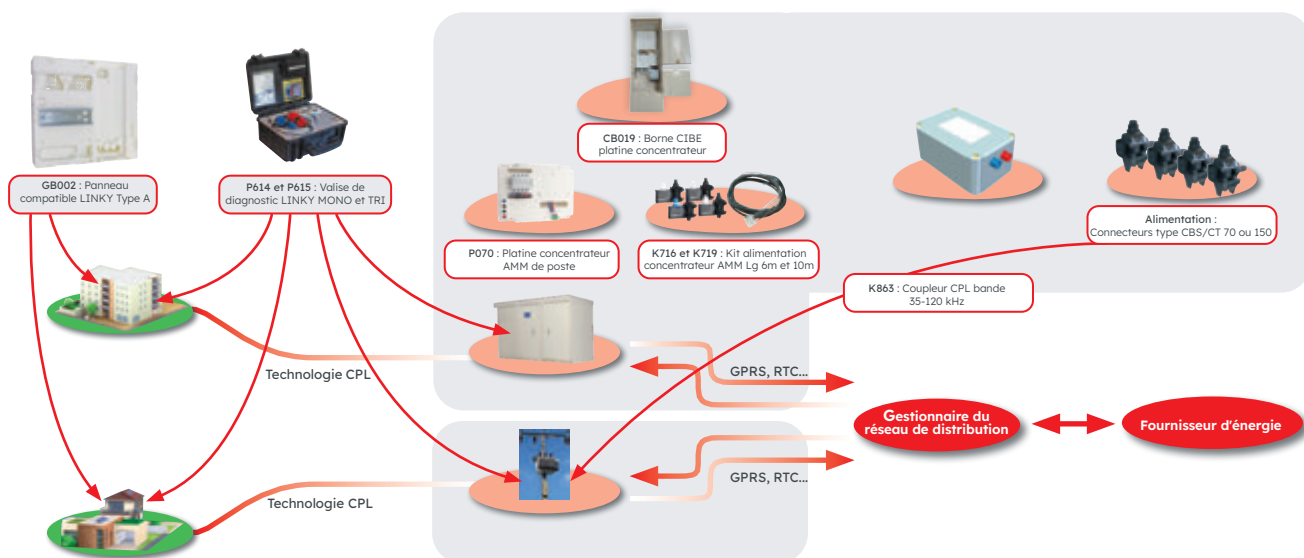 CB019 : Borne CIBE
platine concentrateur
GB002 : Panneau
compatible LINKY Type A
P614 et P615 : Valise de
diagnostic LINKY MONO et TRI
Alimentation :
Connecteurs type CBS/CT 70 ou 150
P070 : Platine concentrateur
AMM de poste
K716 et K719 : Kit alimentation
concentrateur AMM Lg 6m et 10m
K863 : Coupleur CPL bande
35-120 kHz
Technologie CPL
GPRS, RTC...
Gestionnaire du
réseau de distribution
Fournisseur d'énergie
Technologie CPL
GPRS, RTC...